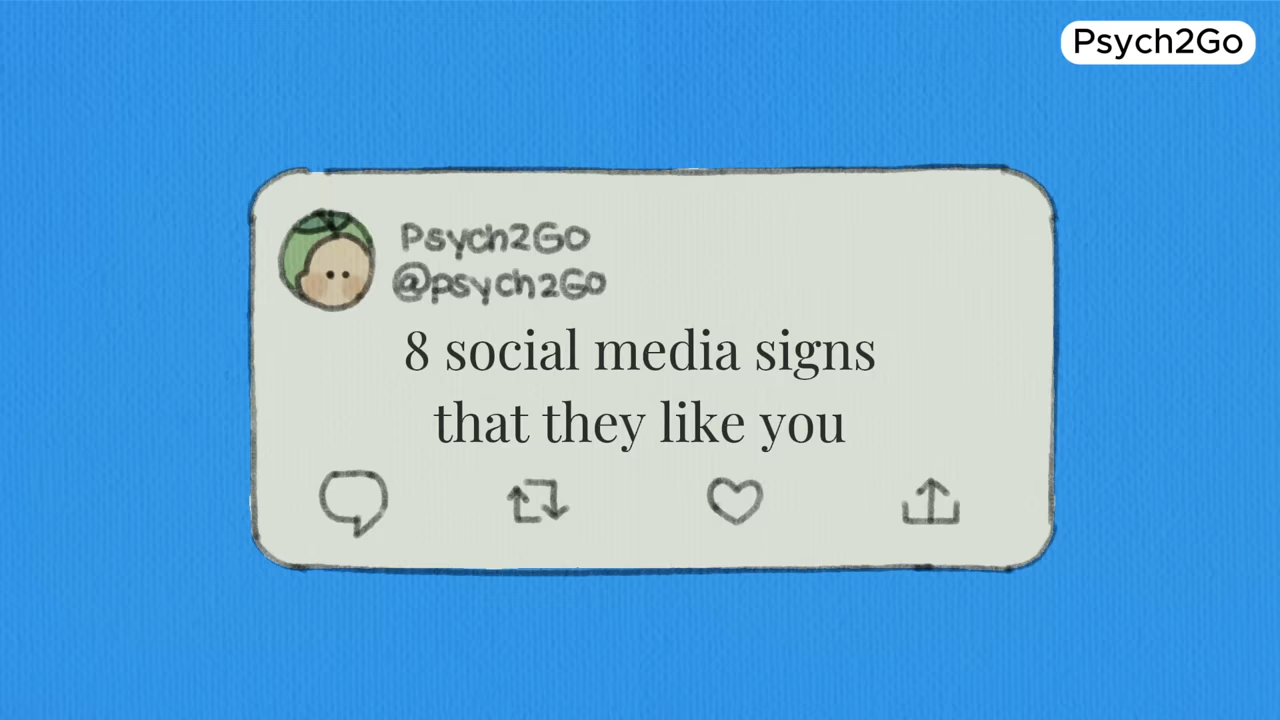 Psych2Go
Psych2Go
@psych2Go
8 social media signs
that they like you